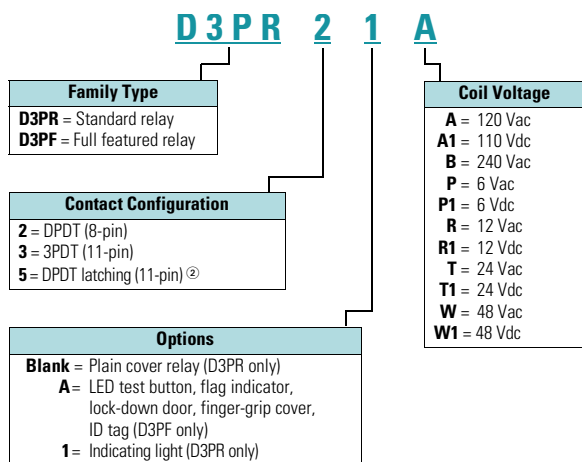 D3PR 2 1 A
Family Type
D3PR = Standard relay
D3PF = Full featured relay
Contact Configuration
2 = DPDT (8-pin)
3 = 3PDT (11-pin)
5 = DPDT latching (11-pin) ②
Options
Blank = Plain cover relay (D3PR only)
A = LED test button, flag indicator,
lock-down door, finger-grip cover,
ID tag (D3PF only)
1 = Indicating light (D3PR only)
Coil Voltage
A = 120 Vac
A1 = 110 Vdc
B = 240 Vac
P = 6 Vac
P1 = 6 Vdc
R = 12 Vac
R1 = 12 Vdc
T = 24 Vac
T1 = 24 Vdc
W = 48 Vac
W1 = 48 Vdc